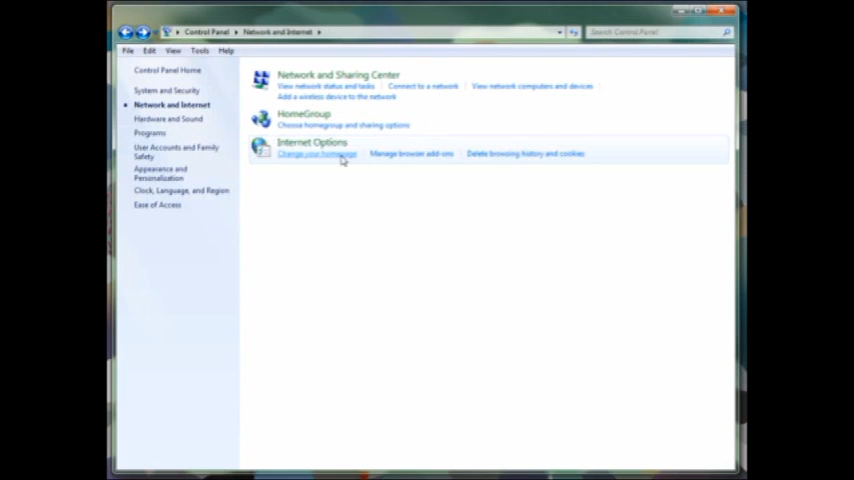 Control Panel Network and Internet
Search Control Panel
File Edit View Tools Help
Control Panel Home
System and Security
Network and Internet
Hardware and Sound
Programs
User Accounts and Family
Safety
Appearance and
Personalization
Clock, Language, and Region
Ease of Access
Network and Sharing Center
View network status and tasks Connect to a network View network computers and devices
Add a wireless device to the network
HomeGroup
Choose homegroup and sharing options
Internet Options
Change your homepage Manage browser add-ons Delete browsing history and cookies